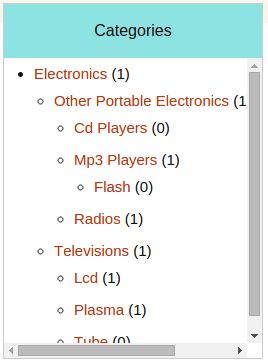 Categories
Electronics (1)
Other Portable Electronics (1
Cd Players (0)
Mp3 Players (1)
Flash (0)
Radios (1)
Televisions (1)
Lcd (1)
Plasma (1)
Tube (0)